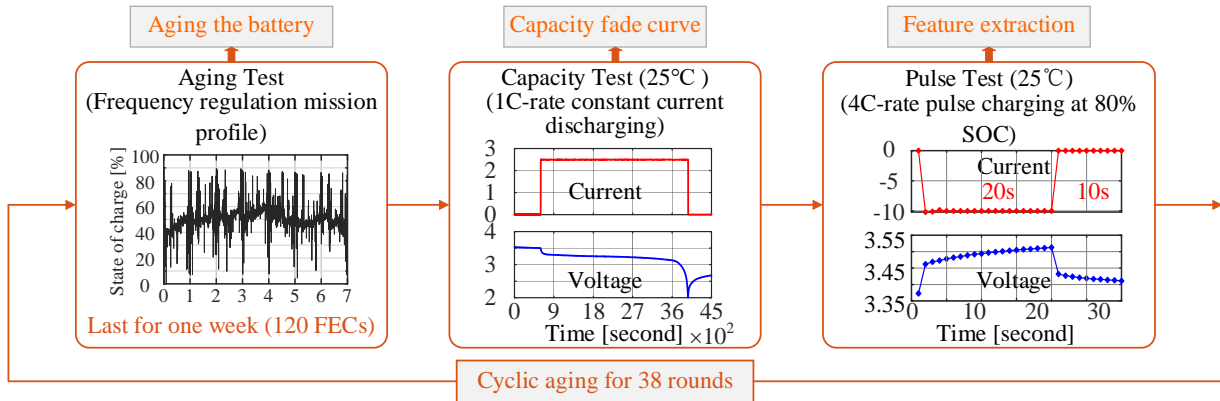 Aging the battery
Capacity fade curve
Feature extraction
Aging Test
(Frequency regulation mission
profile)
State of charge [%]
100
80
60
40
20
0
0 1 2 3 4 5 6 7
Last for one week (120 FECs)
Capacity Test (25°C )
(1C-rate constant current
discharging)
3
2
1
0
Current
4
3
2
Voltage
0 9 18 27 36 45
Time [second] ×10²
Pulse Test (25℃)
(4C-rate pulse charging at 80%
SOC)
0
-5
-10
Current
20s 10s
3.55
3.45
3.35
Voltage
0 10 20 30
Time [second]
Cyclic aging for 38 rounds